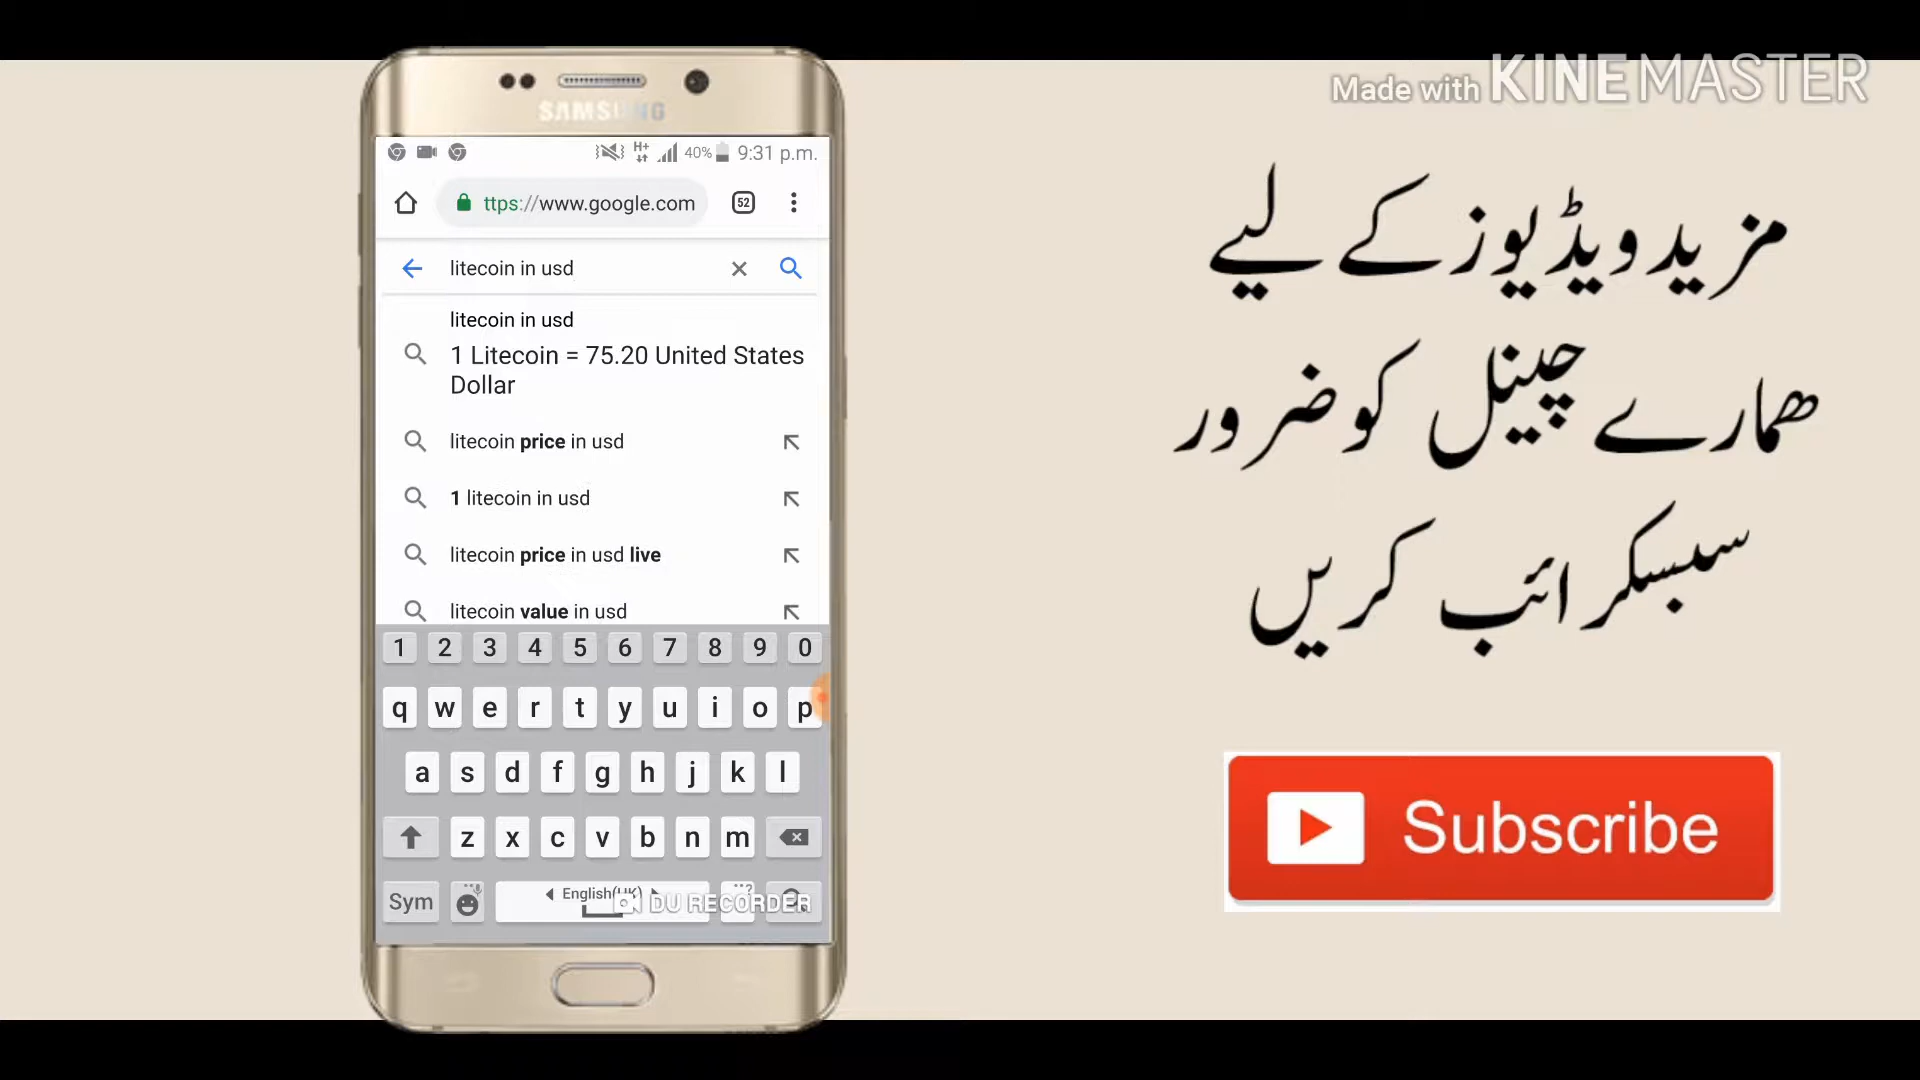 Made with KINEMASTER
SAMSUNG
H+ 40% 9:31 p.m.
ttps://www.google.com 52
litecoin in usd
litecoin in usd
1 Litecoin = 75.20 United States
Dollar
litecoin price in usd
1 litecoin in usd
litecoin price in usd live
litecoin value in usd
1 2 3 4 5 6 7 8 9 0
q w e r t y u i o p
a s d f g h j k l
z x c v b n m
Sym English(UK)
DU RECORDER
مزید ویڈیوز کے لیے
ھمارے چینل کو ضرور
سبسکرائب کریں
Subscribe